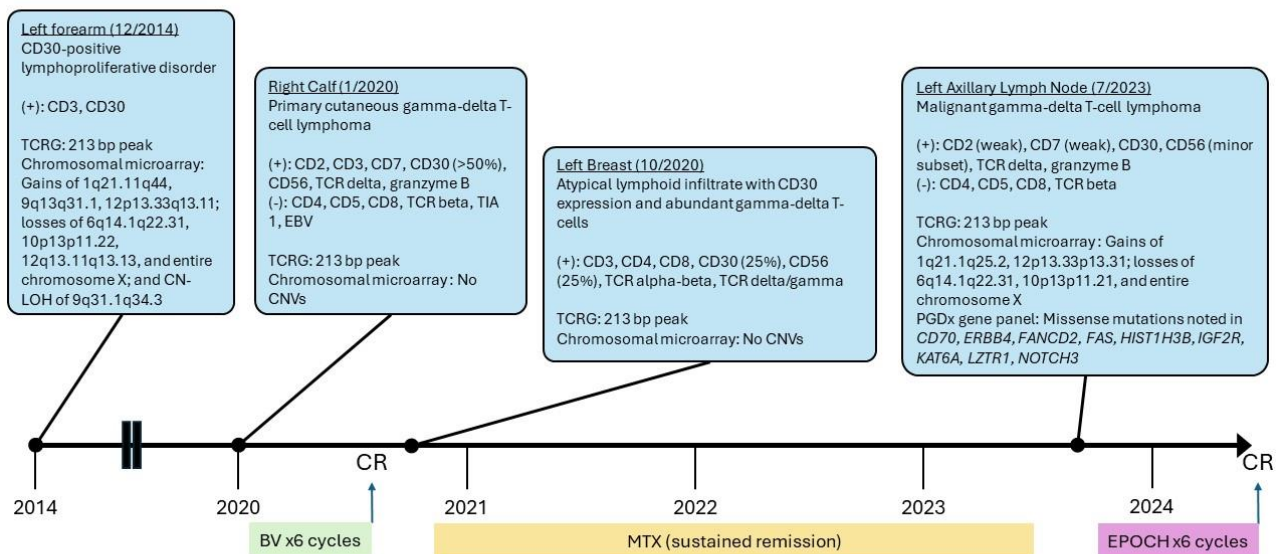 Left forearm (12/2014)
CD30-positive
lymphoproliferative disorder
(+): CD3, CD30
TCRG: 213 bp peak
Chromosomal microarray:
Gains of 1q21.11q44,
9q13q31.1, 12p13.33q13.11;
losses of 6q14.1q22.31,
10p13p11.22,
12q13.11q13.13, and entire
chromosome X; and CN-
LOH of 9q31.1q34.3
Right Calf (1/2020)
Primary cutaneous gamma-delta T-
cell lymphoma
(+): CD2, CD3, CD7, CD30 (>50%),
CD56, TCR delta, granzyme B
(-): CD4, CD5, CD8, TCR beta, TIA
1, EBV
TCRG: 213 bp peak
Chromosomal microarray: No
CNVs
Left Breast (10/2020)
Atypical lymphoid infiltrate with CD30
expression and abundant gamma-delta T-
cells
(+): CD3, CD4, CD8, CD30 (25%), CD56
(25%), TCR alpha-beta, TCR delta/gamma
TCRG: 213 bp peak
Chromosomal microarray: No CNVs
Left Axillary Lymph Node (7/2023)
Malignant gamma-delta T-cell lymphoma
(+): CD2 (weak), CD7 (weak), CD30, CD56 (minor
subset), TCR delta, granzyme B
(-): CD4, CD5, CD8, TCR beta
TCRG: 213 bp peak
Chromosomal microarray: Gains of
1q21.1q25.2, 12p13.33p13.31; losses of
6q14.1q22.31, 10p13p11.21, and entire
chromosome X
PGDx gene panel: Missense mutations noted in
CD70, ERBB4, FANCD2, FAS, HIST1H3B, IGF2R,
KAT6A, LZTR1, NOTCH3
CR
CR
2014
2020
2021
2022
2023
2024
BV x6 cycles
MTX (sustained remission)
EPOCH x6 cycles